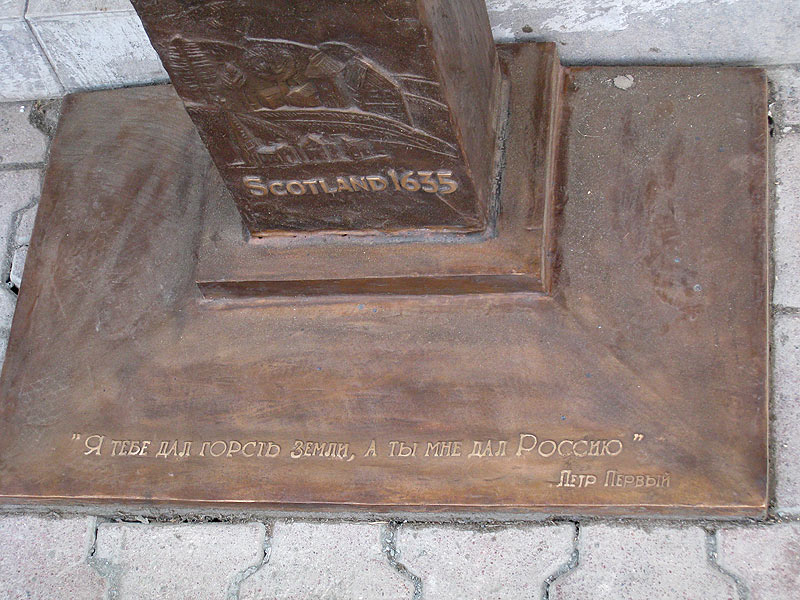 SCOTLAND 1635
"Я ТЕБЕ ДАЛ ГОРСТЬ ЗЕМЛИ, А ТЫ МНЕ ДАЛ РОССИЮ"
ПЕТР ПЕРВЫЙ